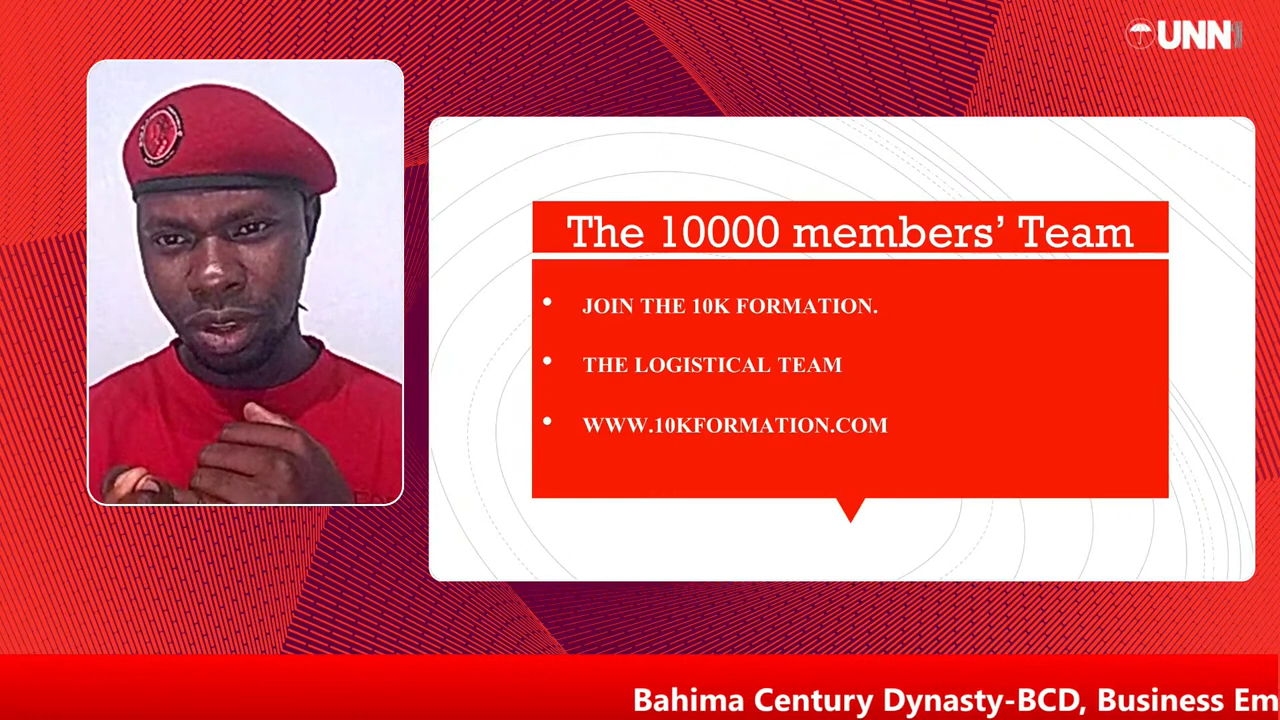 UNN
The 10000 members’ Team
• JOIN THE 10K FORMATION.
• THE LOGISTICAL TEAM
• WWW.10KFORMATION.COM
Bahima Century Dynasty-BCD, Business Em